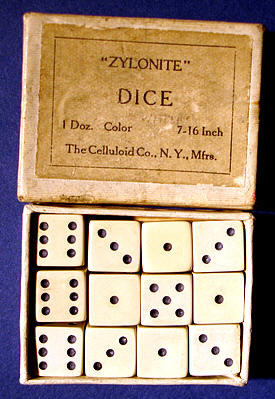 "ZYLONITE"
DICE
1 Doz. Color 7-16 Inch
The Celluloid Co., N. Y., Mfrs.